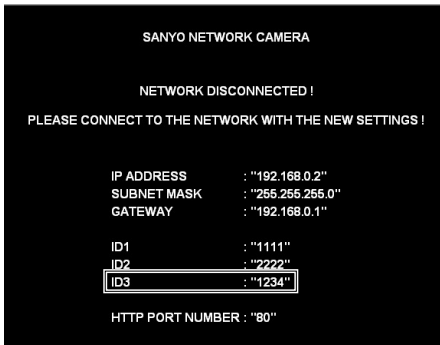 SANYO NETWORK CAMERA
NETWORK DISCONNECTED !
PLEASE CONNECT TO THE NETWORK WITH THE NEW SETTINGS !
IP ADDRESS : "192.168.0.2"
SUBNET MASK : "255.255.255.0"
GATEWAY : "192.168.0.1"
ID1 : "1111"
ID2 : "2222"
ID3 : "1234"
HTTP PORT NUMBER : "80"